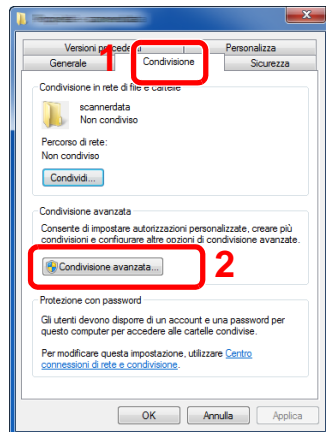 Versioni precedenti
Personalizza
Generale
Condivisione
Sicurezza
1
Condivisione in rete di file e cartelle
scannerdata
Non condiviso
Percorso di rete:
Non condiviso
Condividi...
Condivisione avanzata
Consente di impostare autorizzazioni personalizzate, creare più
condivisioni e configurare altre opzioni di condivisione avanzate.
Condivisione avanzata...
2
Protezione con password
Gli utenti devono disporre di un account e una password per
questo computer per accedere alle cartelle condivise.
Per modificare questa impostazione, utilizzare Centro
connessioni di rete e condivisione.
OK
Annulla
Applica